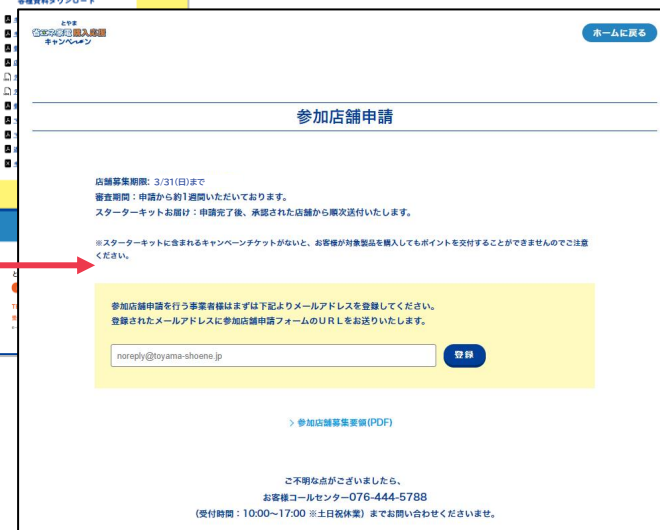 各種資料ダウンロード
とやま
省エネ家電購入応援
キャンペーン
ホームに戻る
参加店舗申請
店舗募集期限: 3/31(日)まで
審査期間：申請から約1週間いただいております。
スターターキットお届け：申請完了後、承認された店舗から順次送付いたします。
※スターターキットに含まれるキャンペーンチケットがないと、お客様が対象製品を購入してもポイントを交付することができませんのでご注意
ください。
参加店舗申請を行う事業者様はまずは下記よりメールアドレスを登録してください。
登録されたメールアドレスに参加店舗申請フォームのＵＲＬをお送りいたします。
noreply@toyama-shoene.jp
登録
> 参加店舗募集要領(PDF)
ご不明な点がございましたら、
お客様コールセンター076-444-5788
(受付時間：10:00～17:00 ※土日祝休業）までお問い合わせくださいませ。